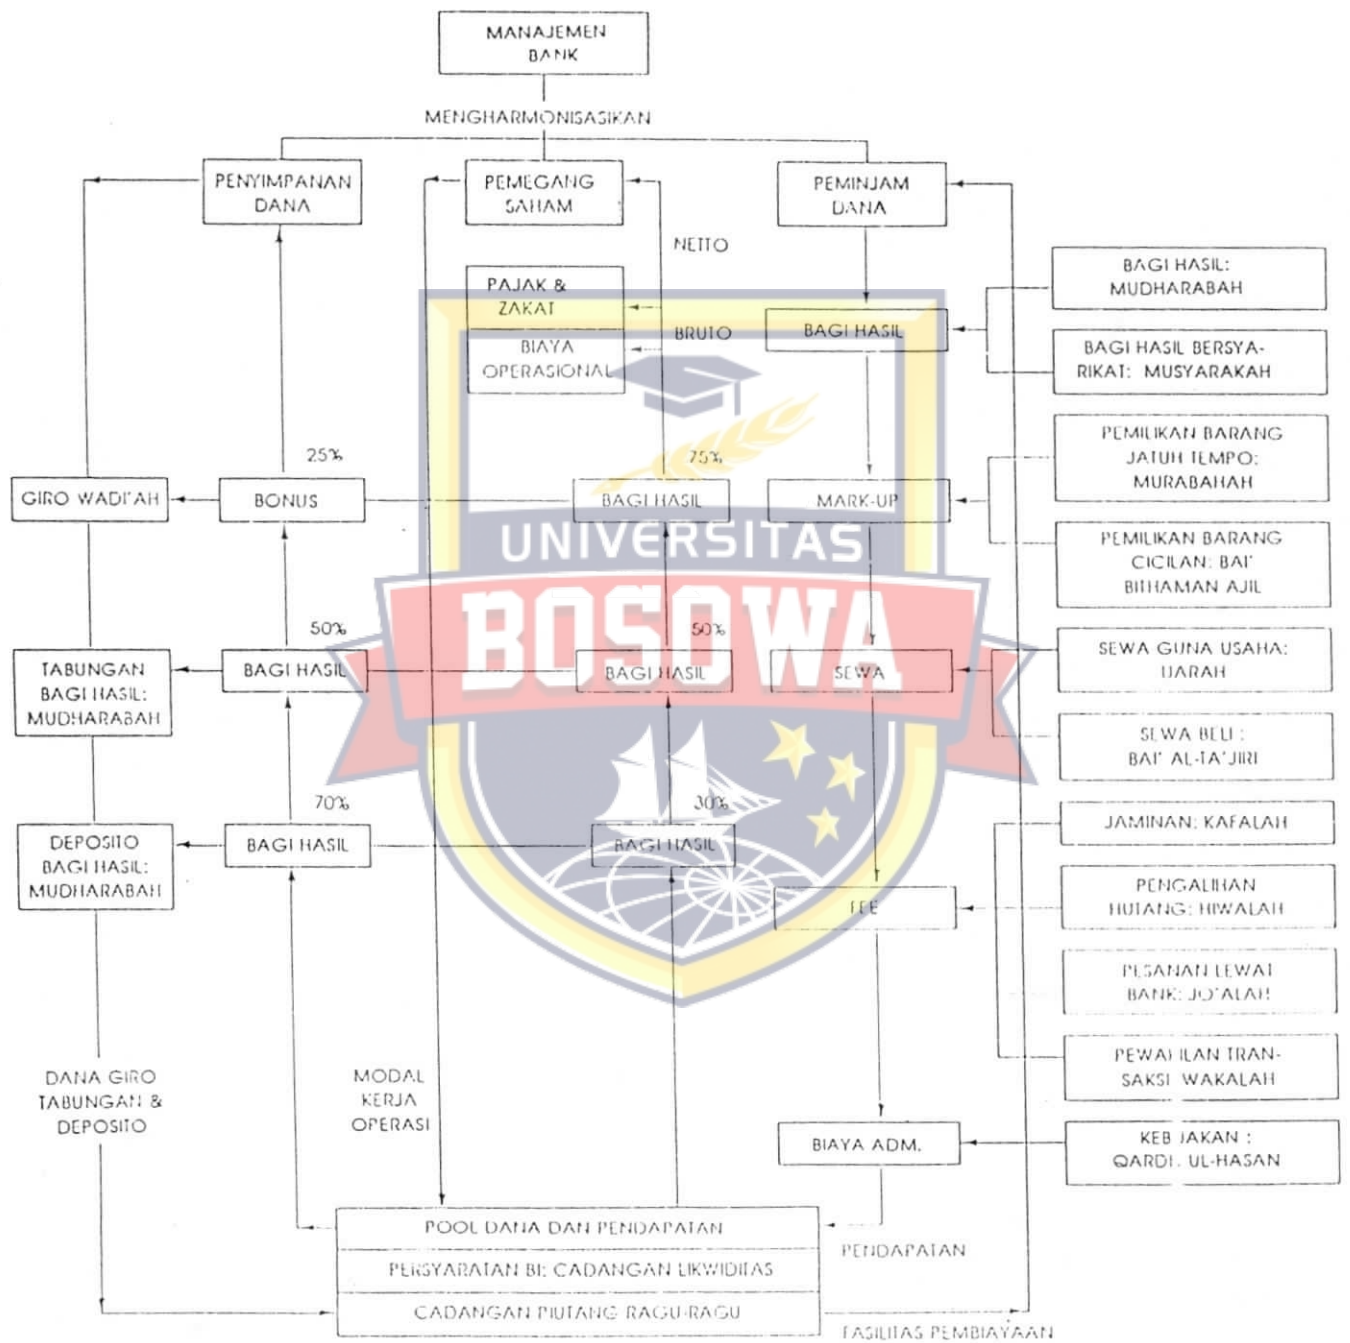 MANAJEMEN
BANK
MENGHARMONISASIKAN
PENYIMPANAN
DANA
PEMEGANG
SAHAM
PEMINJAM
DANA
NETTO
PAJAK &
ZAKAT
BRUTO
BIAYA
OPERASIONAL
BAGI HASIL
BAGI HASIL:
MUDHARABAH
BAGI HASIL BERSYA-
RIKAT: MUSYARAKAH
PEMILIKAN BARANG
JATUH TEMPO:
MURABAHAH
25%
75%
GIRO WADI'AH
BONUS
BAGI HASIL
MARK-UP
UNIVERSITAS
BOSOWA
PEMILIKAN BARANG
CICILAN: BAI'
BITHAMAN AJIL
50%
50%
TABUNGAN
BAGI HASIL:
MUDHARABAH
BAGI HASIL
BAGI HASIL
SEWA
SEWA GUNA USAHA:
IJARAH
SEWA BELI :
BAI' AL-TA'JIRI
70%
30%
DEPOSITO
BAGI HASIL:
MUDHARABAH
BAGI HASIL
BAGI HASIL
JAMINAN: KAFALAH
FEE
PENGALIHAN
HUTANG: HIWALAH
PESANAN LEWAT
BANK: JO'ALAH
PEWAKILAN TRAN-
SAKSI WAKALAH
DANA GIRO
TABUNGAN &
DEPOSITO
MODAL
KERJA
OPERASI
BIAYA ADM.
KEBIJAKAN :
QARDL UL-HASAN
POOL DANA DAN PENDAPATAN
PERSYARATAN BI: CADANGAN LIKWIDITAS
CADANGAN PIUTANG RAGU-RAGU
PENDAPATAN
FASILITAS PEMBIAYAAN